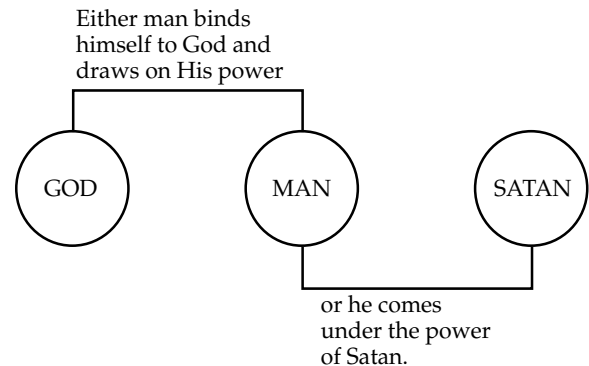 Either man binds
himself to God and
draws on His power
GOD
MAN
SATAN
or he comes
under the power
of Satan.